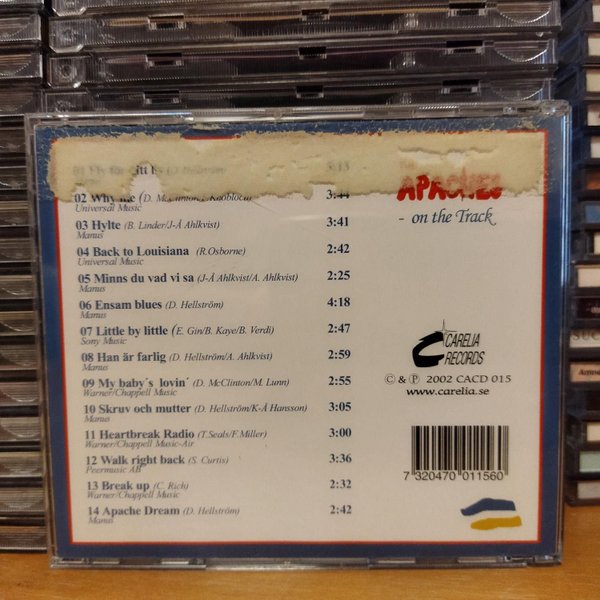 3:13
02 Why me (D. McClinton/J. Knobloch) 3:44
Universal Music
03 Hylte (B. Linder/J-Å Ahlkvist) 3:41
Manus
04 Back to Louisiana (R.Osborne) 2:42
Universal Music
05 Minns du vad vi sa (J-Å Ahlkvist/A. Ahlkvist) 2:25
Manus
06 Ensam blues (D. Hellström) 4:18
Manus
07 Little by little (E. Gin/B. Kaye/B. Verdi) 2:47
Sony Music
08 Han är farlig (D. Hellström/A. Ahlkvist) 2:59
Manus
09 My baby´s lovin´ (D. McClinton/M. Lunn) 2:55
Warner/Chappell Music
10 Skruv och mutter (D. Hellström/K-Å Hansson) 3:05
Manus
11 Heartbreak Radio (T.Seals/F.Miller) 3:00
Warner/Chappell Music-Air
12 Walk right back (S. Curtis) 3:36
Peermusic AB
13 Break up (C. Rich) 2:32
Warner/Chappell Music
14 Apache Dream (D. Hellström) 2:42
Manus
APACHES
- on the Track
CARELIA
RECORDS
© & ℗ 2002 CACD 015
www.carelia.se
7 320470 011560